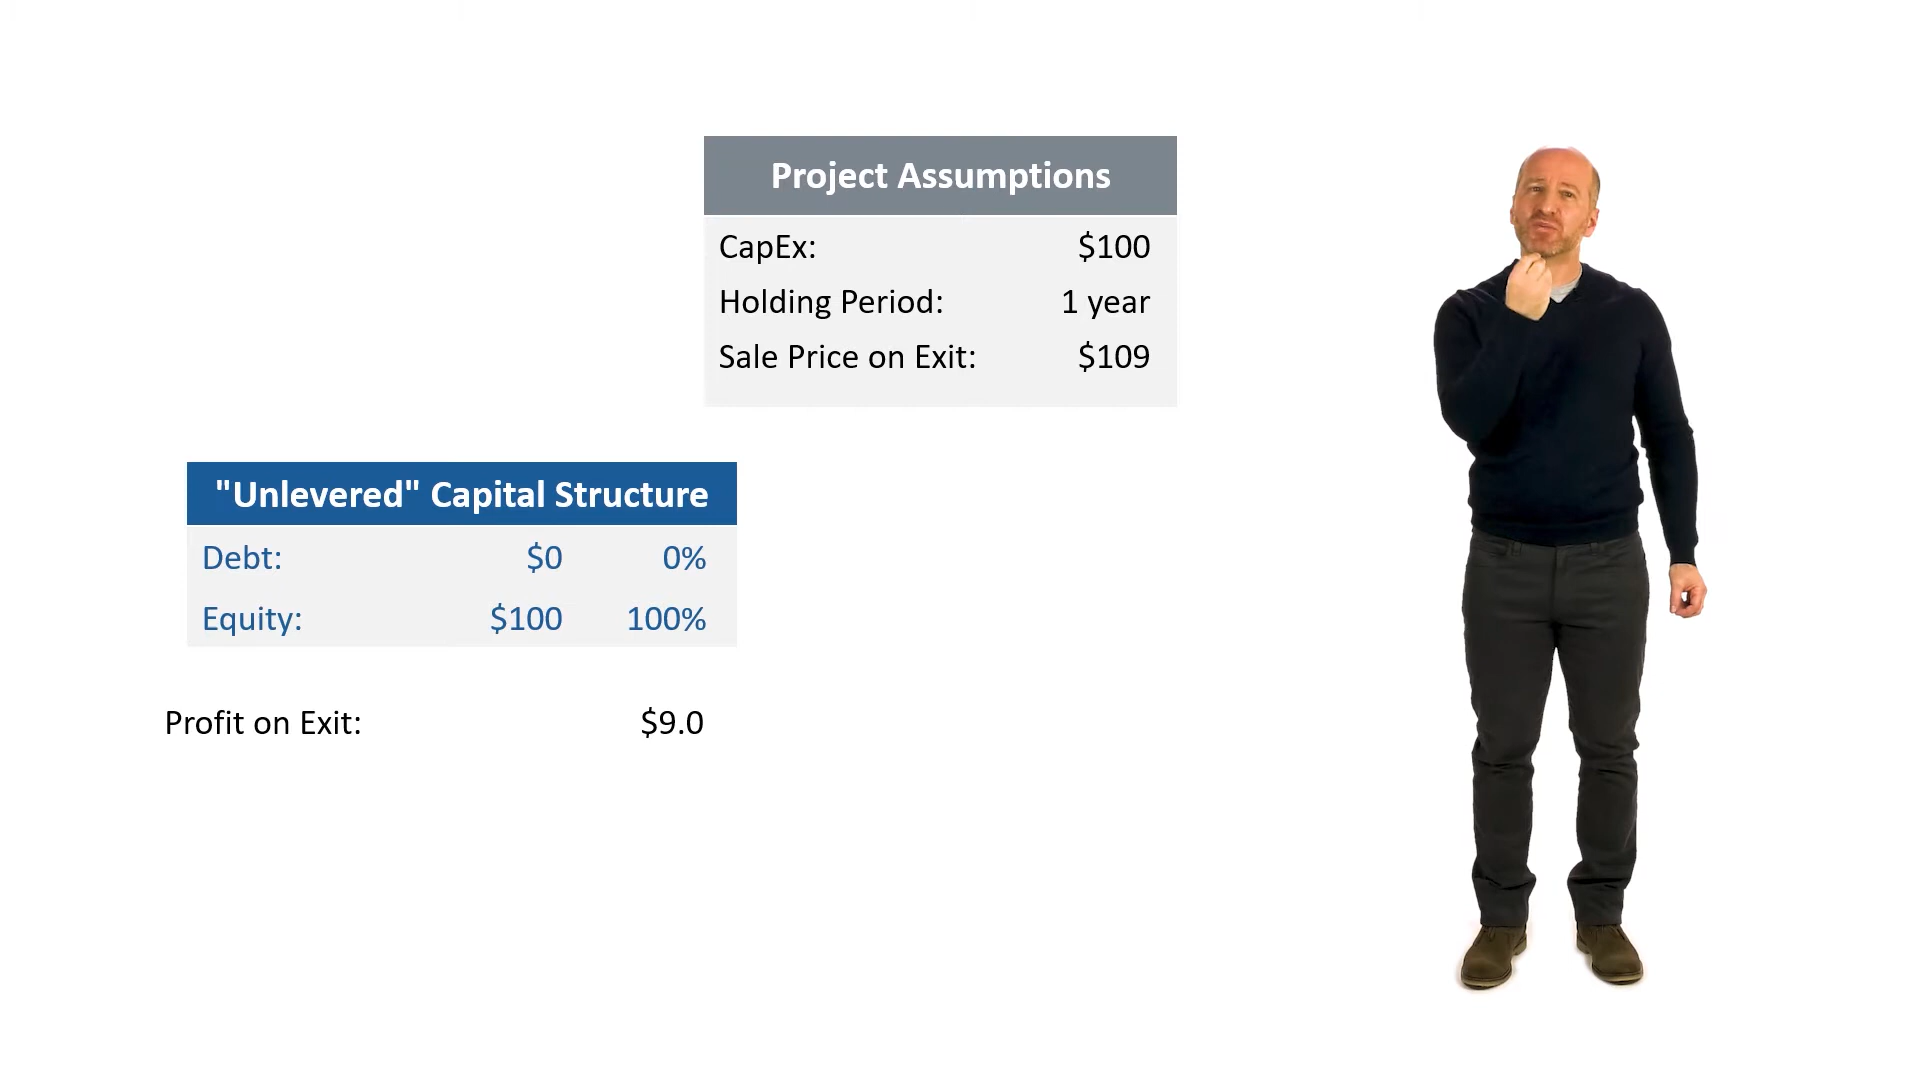 Project Assumptions
CapEx: $100
Holding Period: 1 year
Sale Price on Exit: $109
"Unlevered" Capital Structure
Debt: $0 0%
Equity: $100 100%
Profit on Exit: $9.0